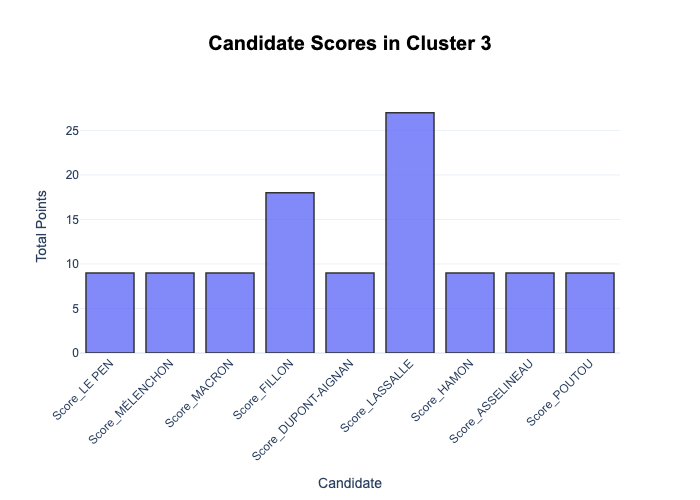 Candidate Scores in Cluster 3
Total Points
25
20
15
10
5
0
Score_LE PEN
Score_MÉLENCHON
Score_MACRON
Score_FILLON
Score_DUPONT-AIGNAN
Score_LASSALLE
Score_HAMON
Score_ASSELINEAU
Score_POUTOU
Candidate